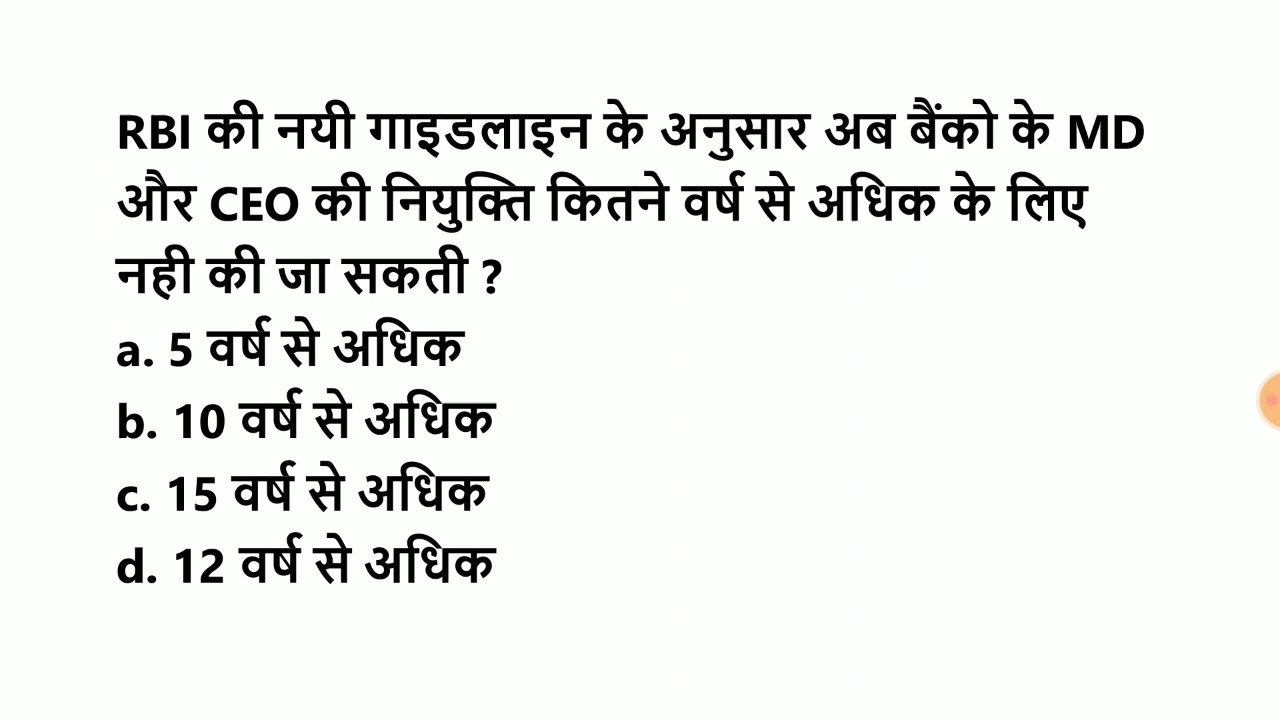 RBI की नयी गाइडलाइन के अनुसार अब बैंको के MD
और CEO की नियुक्ति कितने वर्ष से अधिक के लिए
नही की जा सकती ?
a. 5 वर्ष से अधिक
b. 10 वर्ष से अधिक
c. 15 वर्ष से अधिक
d. 12 वर्ष से अधिक